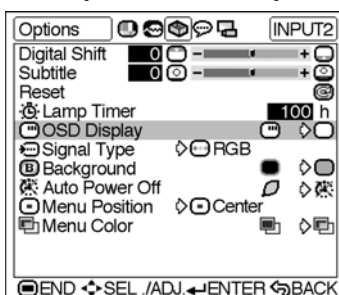 Options INPUT2
Digital Shift 0 - +
Subtitle 0 - +
Reset
Lamp Timer 100 h
OSD Display
Signal Type RGB
B Background
Auto Power Off
Menu Position Center
Menu Color
END SEL ./ADJ. ENTER BACK